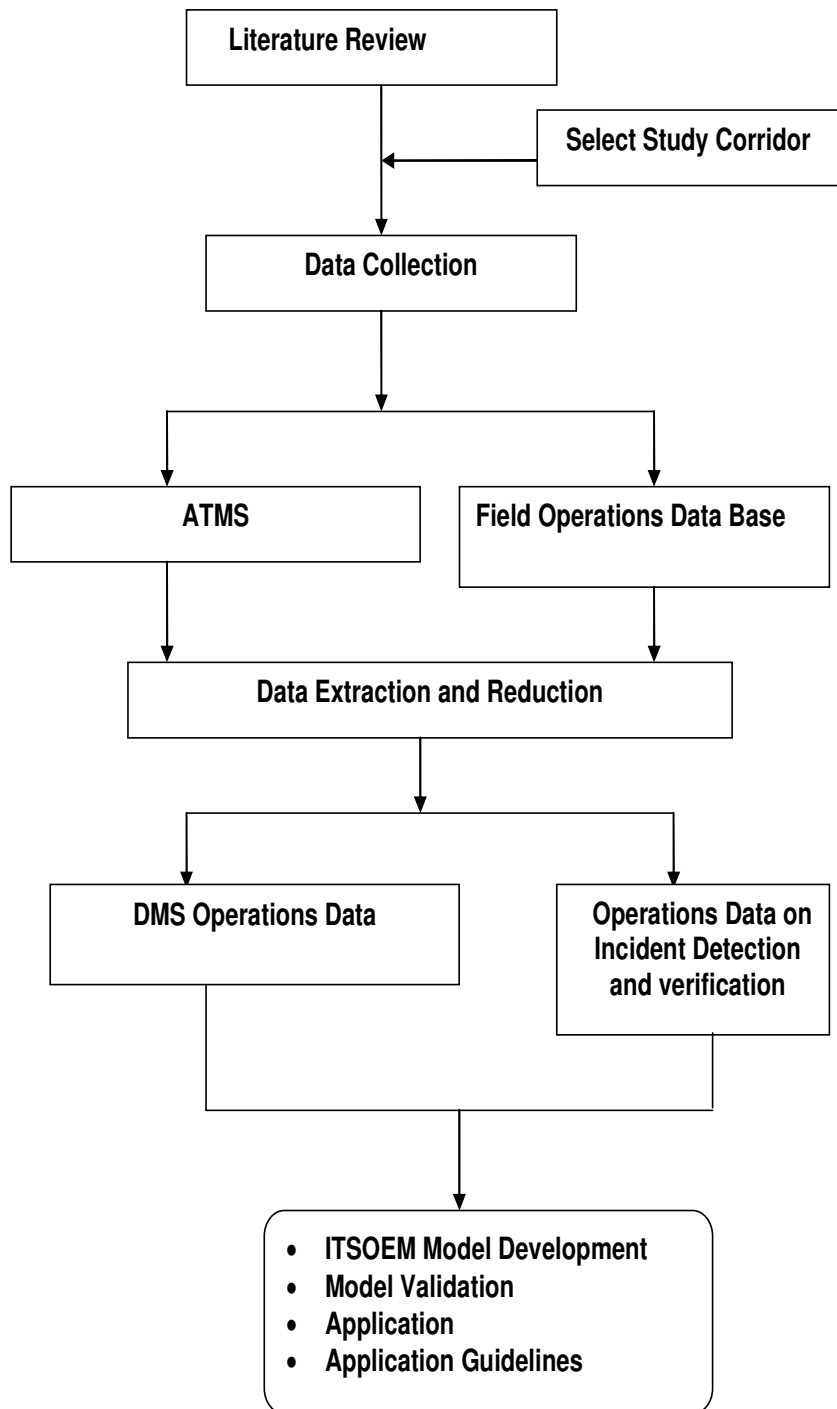 Literature Review
Select Study Corridor
Data Collection
ATMS
Field Operations Data Base
Data Extraction and Reduction
DMS Operations Data
Operations Data on
Incident Detection
and verification
• ITSOEM Model Development
• Model Validation
• Application
• Application Guidelines